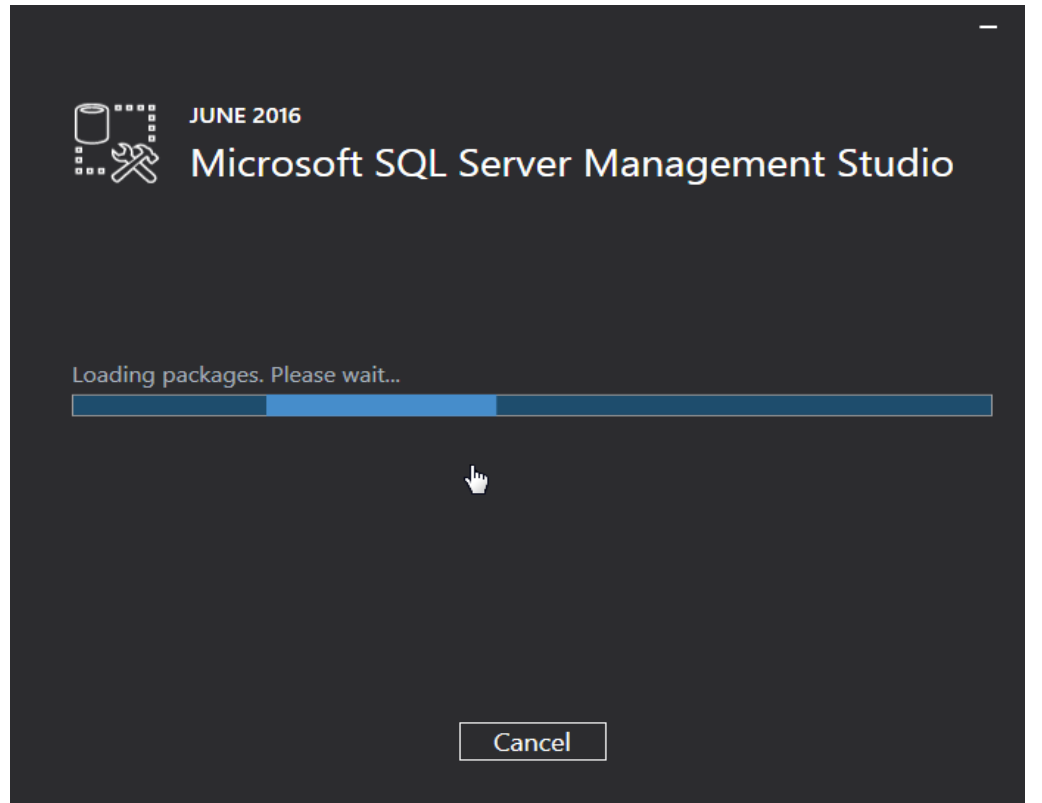 JUNE 2016
Microsoft SQL Server Management Studio
Loading packages. Please wait...
Cancel